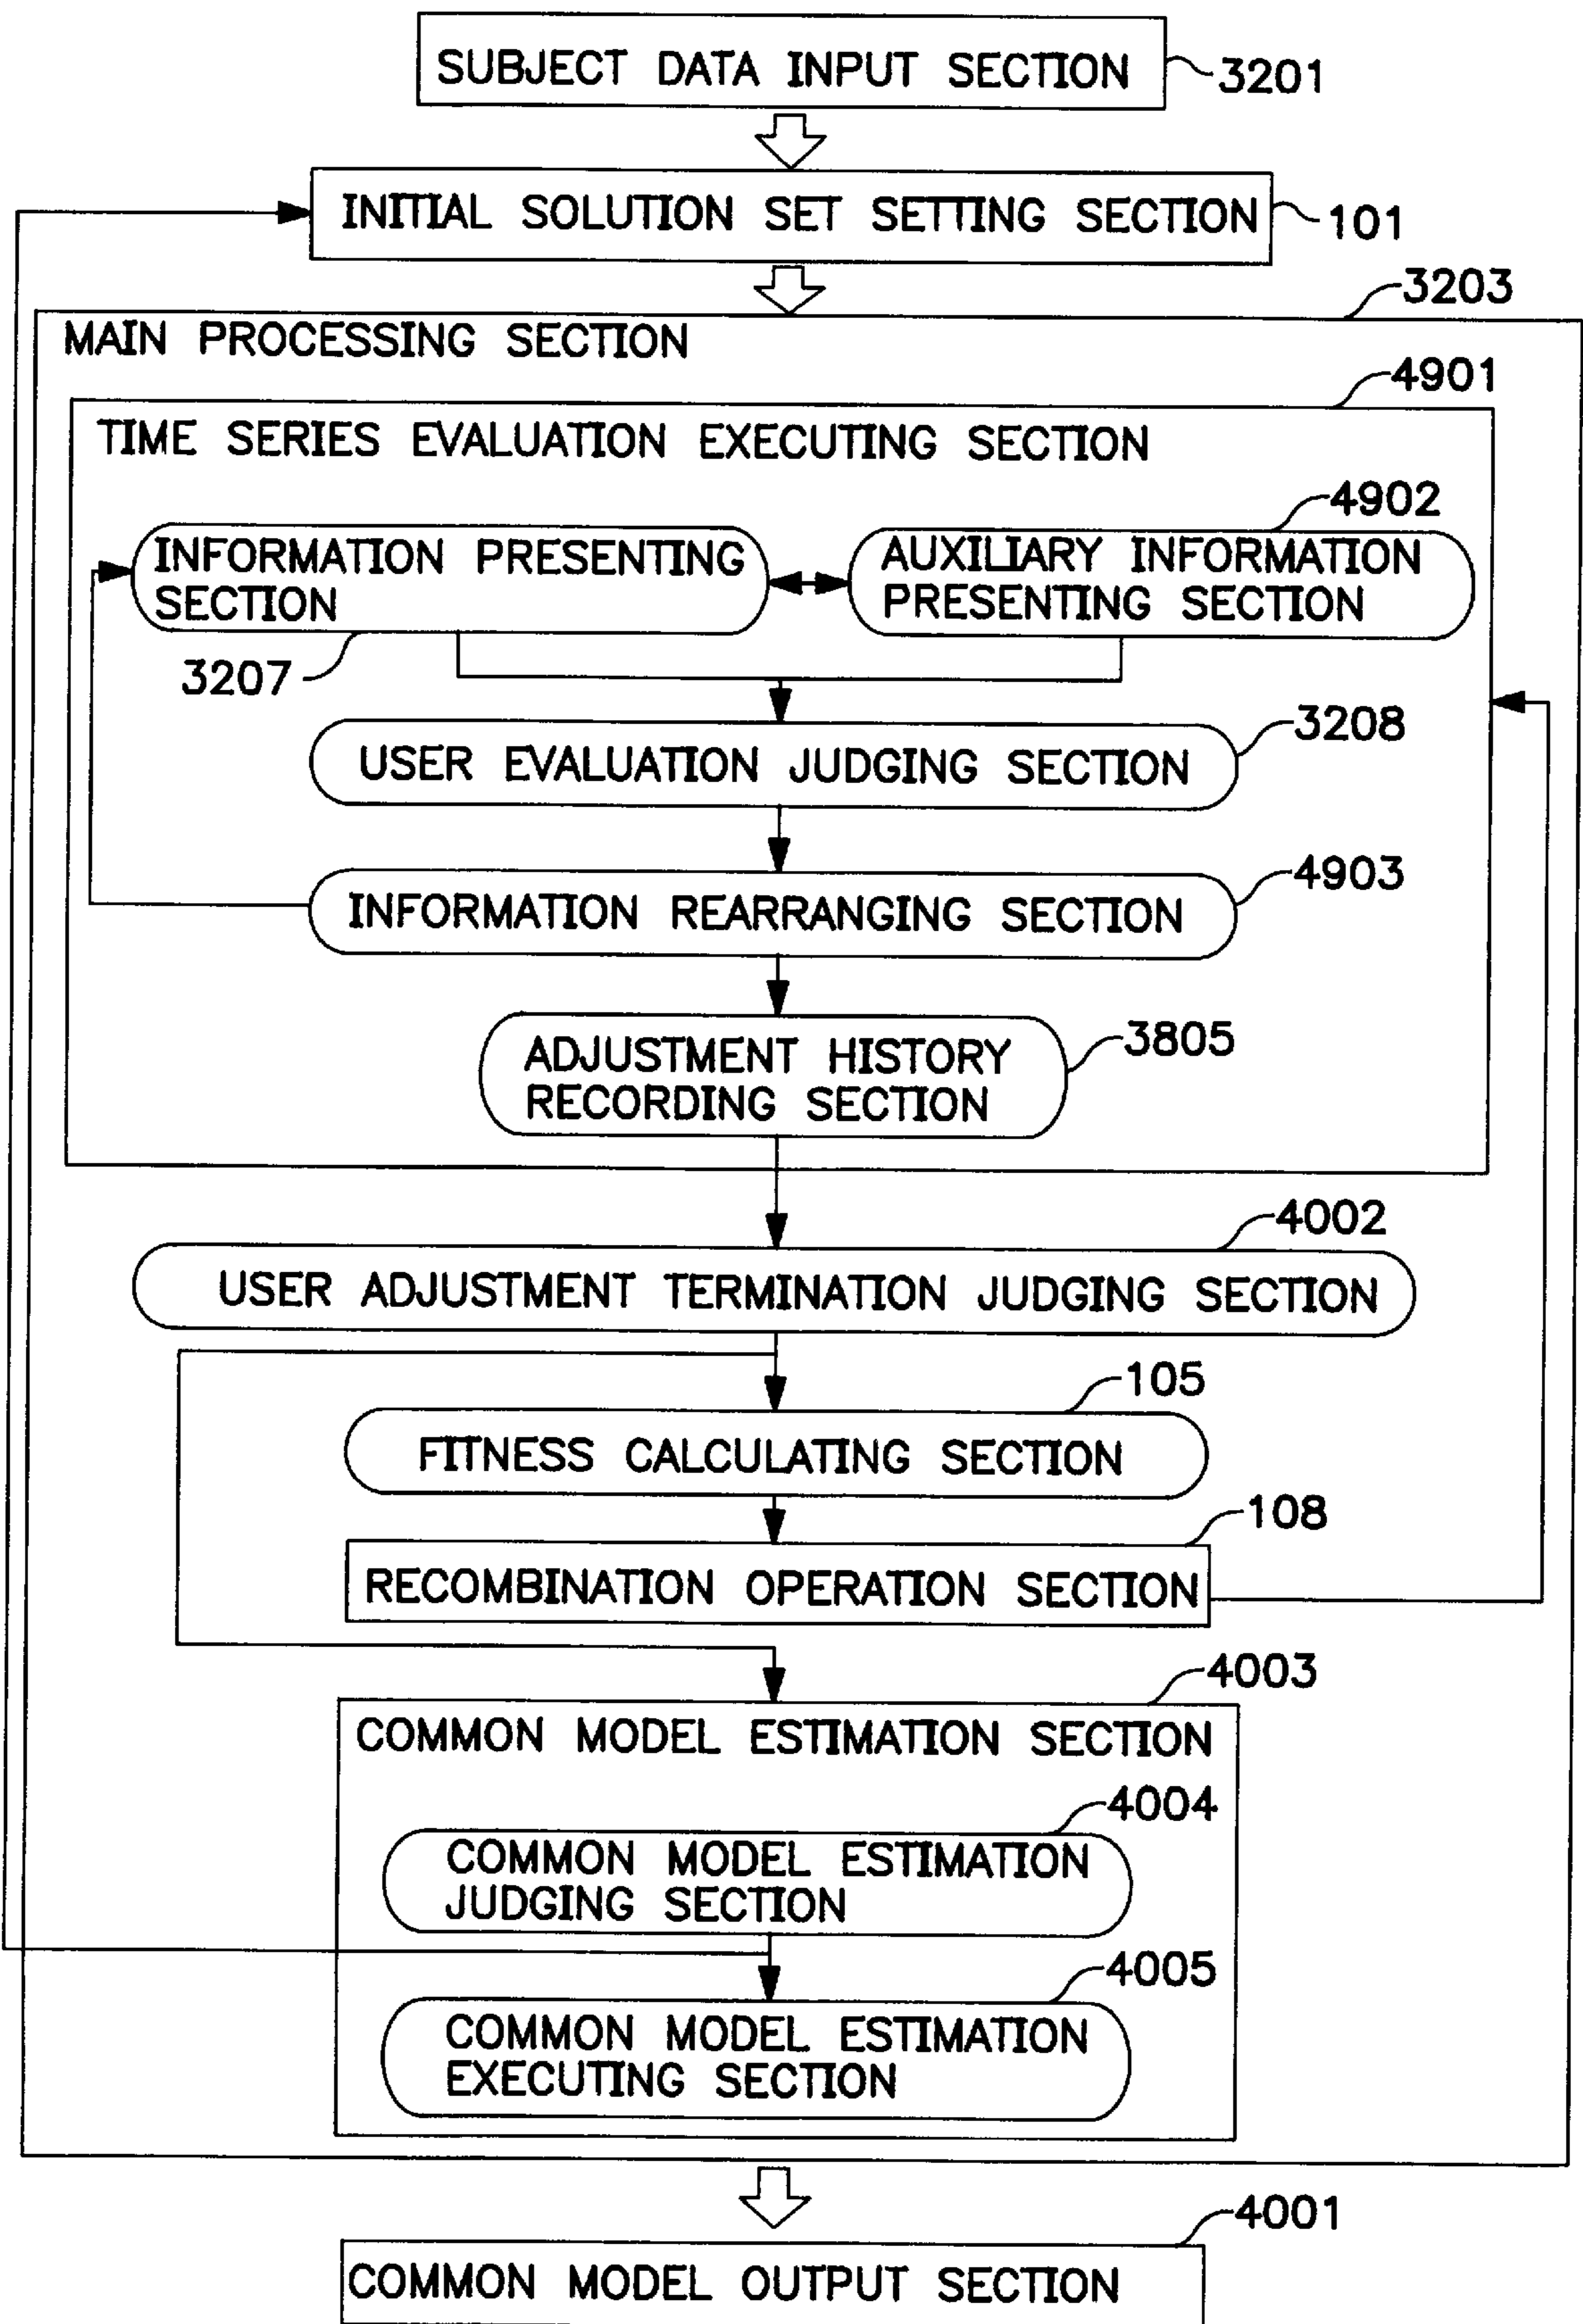 SUBJECT DATA INPUT SECTION
3201
INITIAL SOLUTION SET SETTING SECTION
101
3203
MAIN PROCESSING SECTION
4901
TIME SERIES EVALUATION EXECUTING SECTION
4902
INFORMATION PRESENTING
SECTION
AUXILIARY INFORMATION
PRESENTING SECTION
3207
3208
USER EVALUATION JUDGING SECTION
4903
INFORMATION REARRANGING SECTION
3805
ADJUSTMENT HISTORY
RECORDING SECTION
4002
USER ADJUSTMENT TERMINATION JUDGING SECTION
105
FITNESS CALCULATING SECTION
108
RECOMBINATION OPERATION SECTION
4003
COMMON MODEL ESTIMATION SECTION
4004
COMMON MODEL ESTIMATION
JUDGING SECTION
4005
COMMON MODEL ESTIMATION
EXECUTING SECTION
4001
COMMON MODEL OUTPUT SECTION